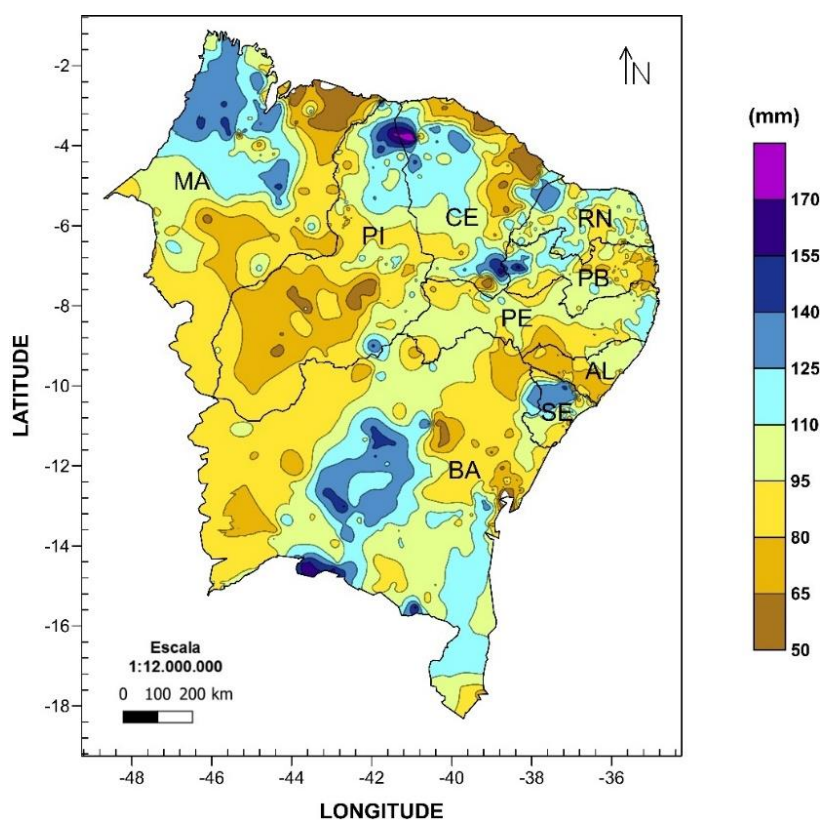 -2
-4
-6
-8
-10
-12
-14
-16
-18
LATITUDE
N
MA
PI
CE
RN
PB
PE
AL
SE
BA
Escala
1:12.000.000
0 100 200 km
-48 -46 -44 -42 -40 -38 -36
LONGITUDE
(mm)
170
155
140
125
110
95
80
65
50